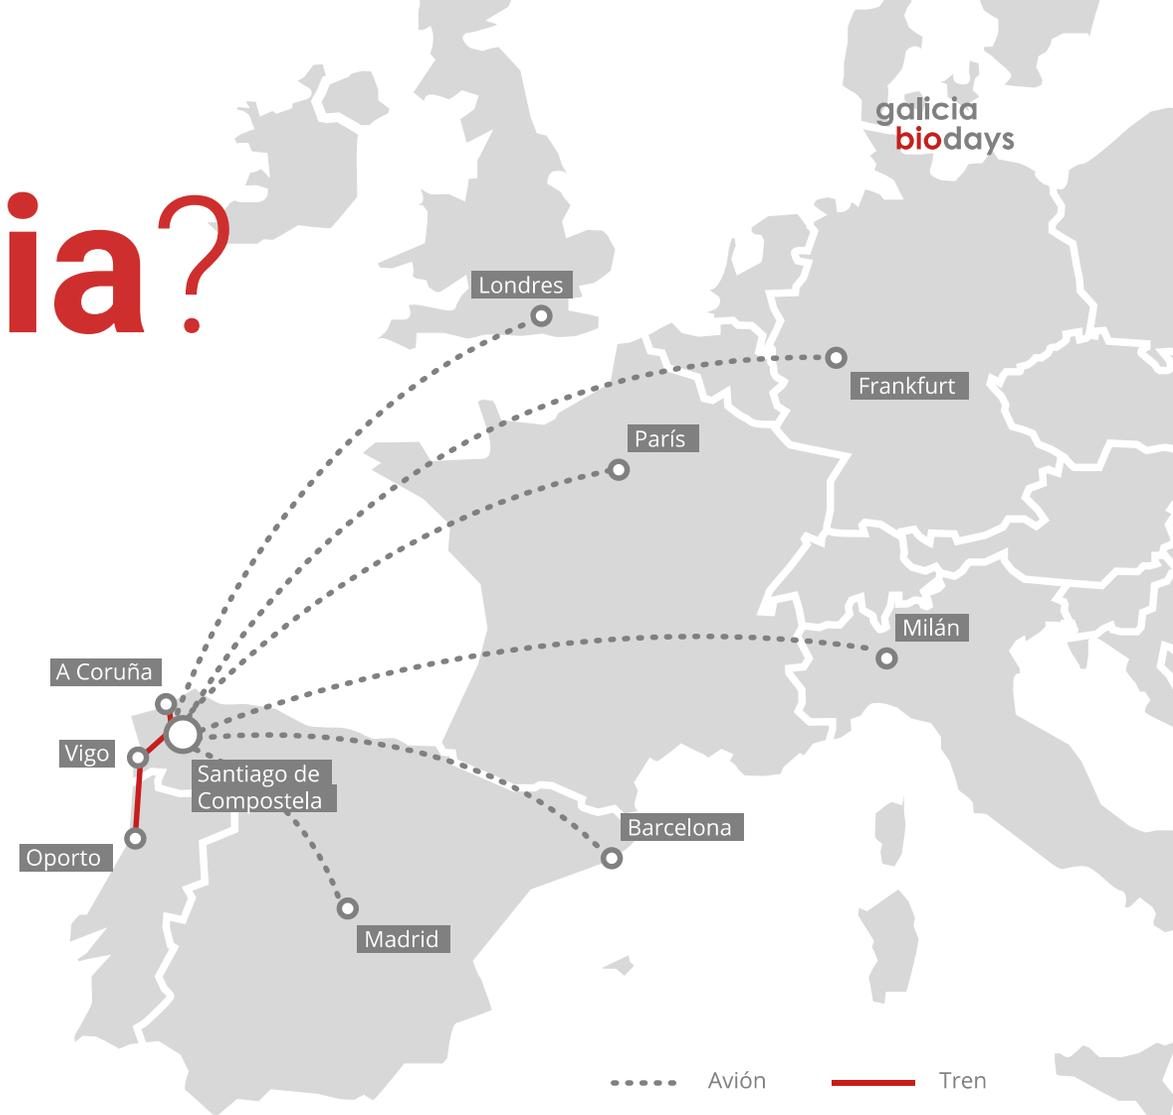 galicia
biodays
ia?
Londres
Frankfurt
París
Milán
A Coruña
Vigo
Santiago de
Compostela
Barcelona
Oporto
Madrid
Avión
Tren